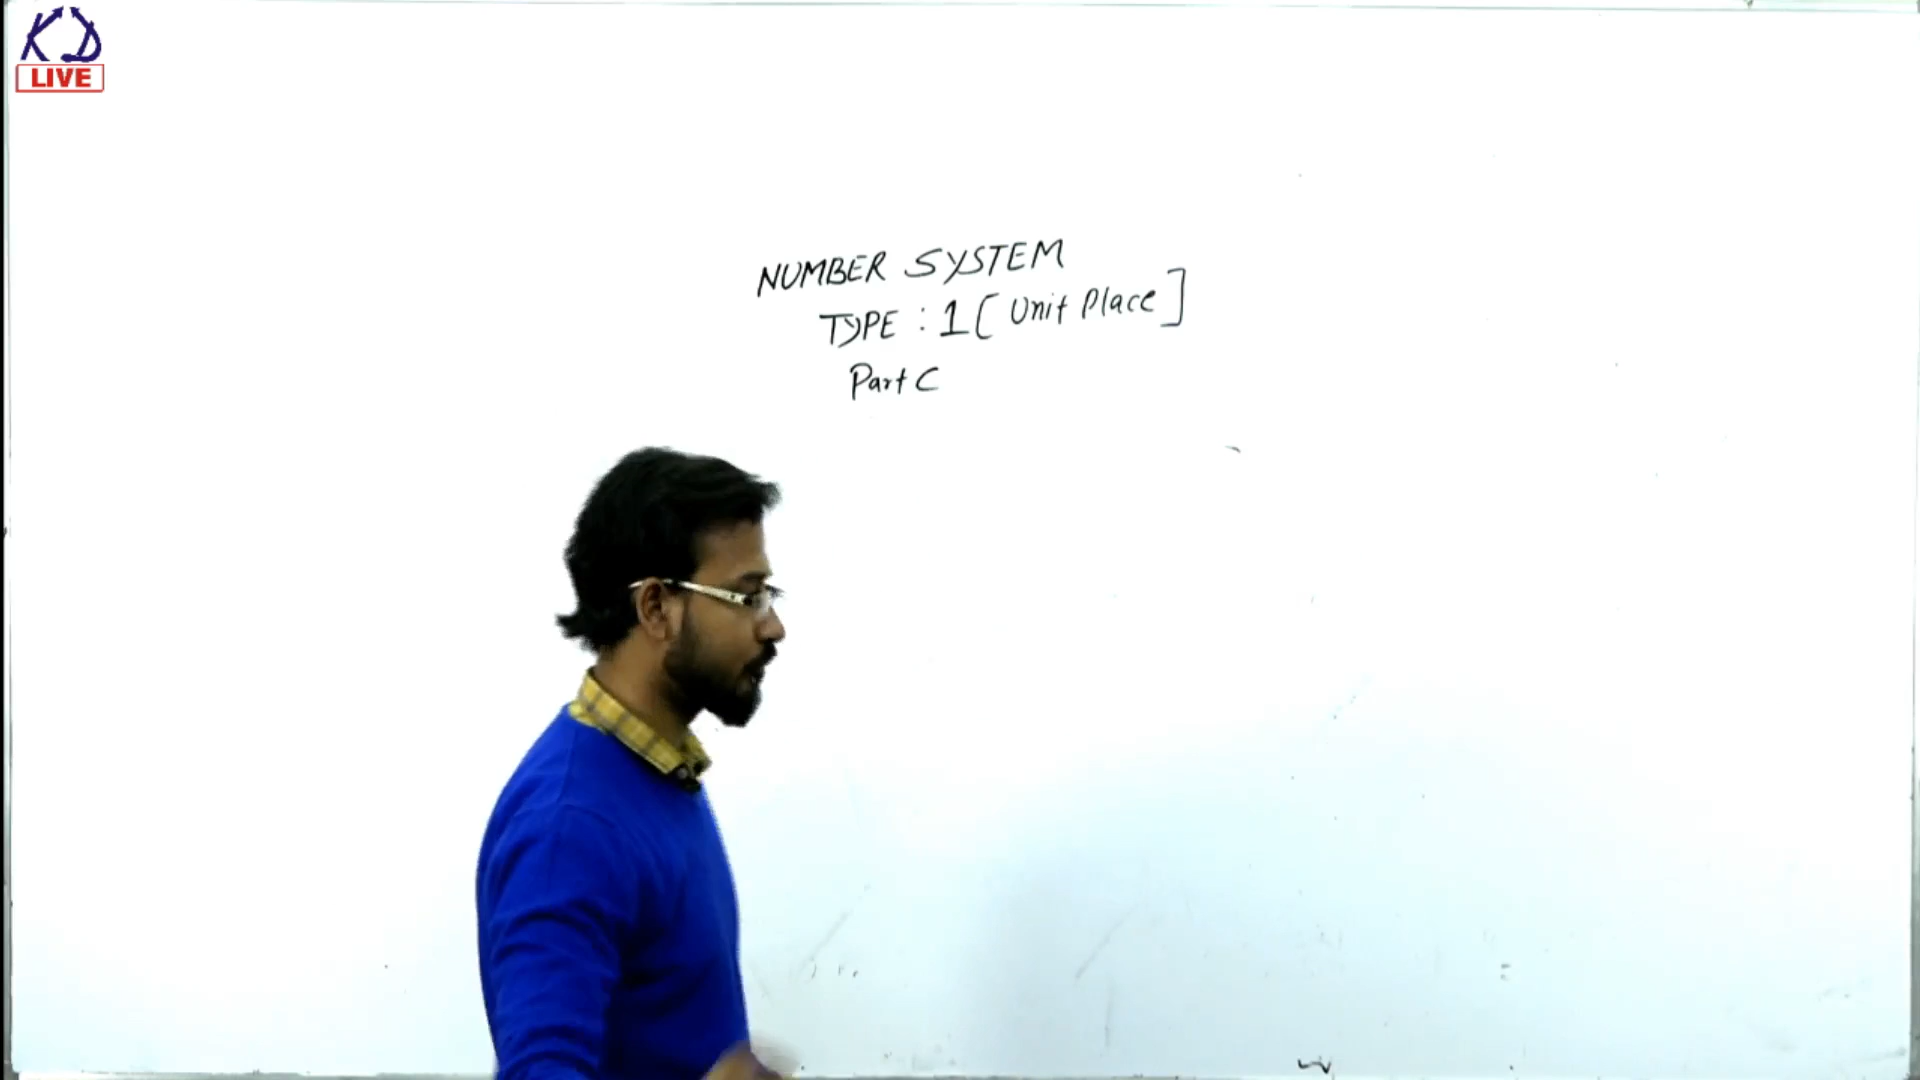 KD
LIVE
NUMBER SYSTEM
TYPE : 1 [ Unit Place ]
Part C